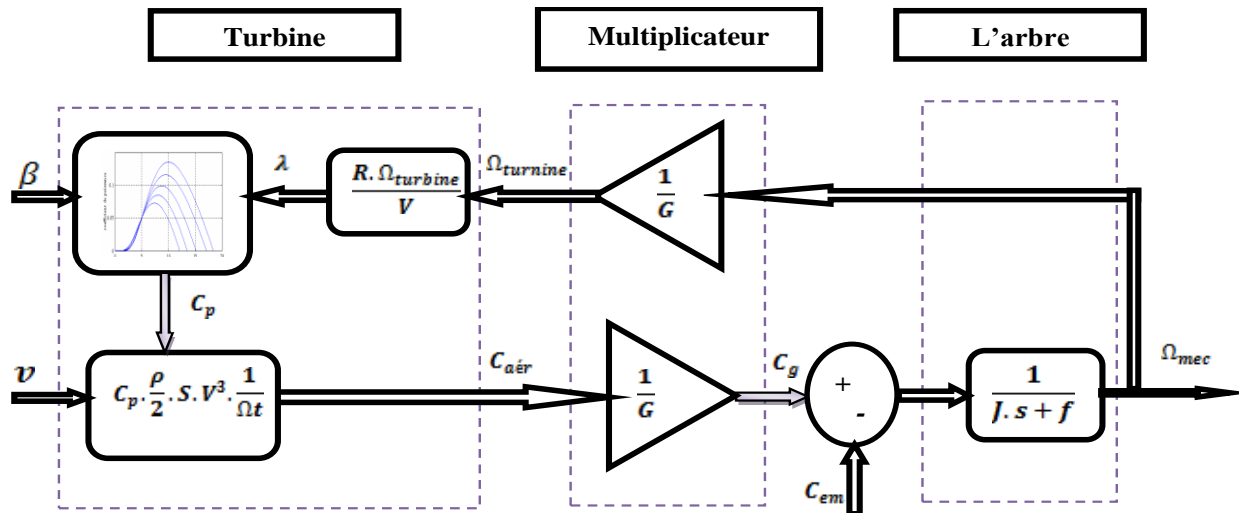 Turbine
Multiplicateur
L'arbre
β
λ
R. Ω_turbine / V
Ω_turnine
1/G
C_p
v
C_p . ρ/2 . S. V³ . 1/Ωt
C_aér
1/G
C_g
+
-
C_em
1 / J. s + f
Ω_mec